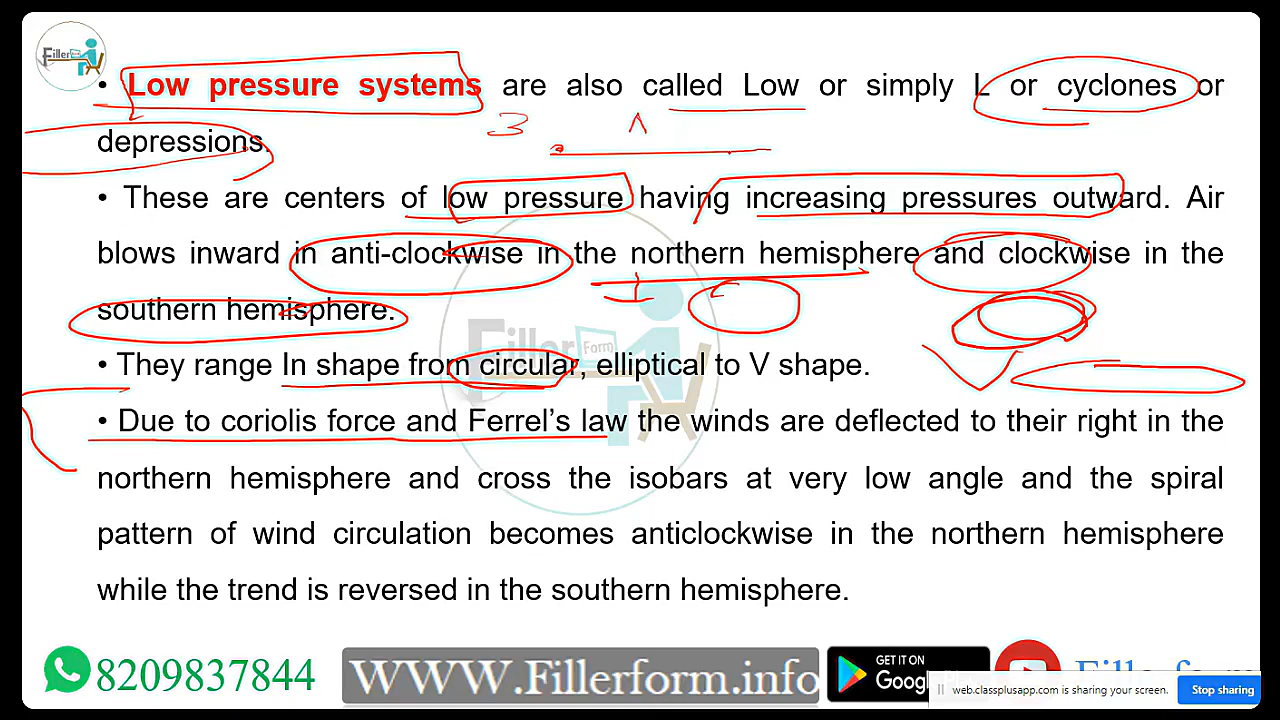 Filler Form
• Low pressure systems are also called Low or simply L or cyclones or
depressions.
• These are centers of low pressure having increasing pressures outward. Air
blows inward in anti-clockwise in the northern hemisphere and clockwise in the
southern hemisphere.
• They range In shape from circular, elliptical to V shape.
• Due to coriolis force and Ferrel's law the winds are deflected to their right in the
northern hemisphere and cross the isobars at very low angle and the spiral
pattern of wind circulation becomes anticlockwise in the northern hemisphere
while the trend is reversed in the southern hemisphere.
8209837844 WWW.Fillerform.info GET IT ON
web.classplusapp.com is sharing your screen. Stop sharing